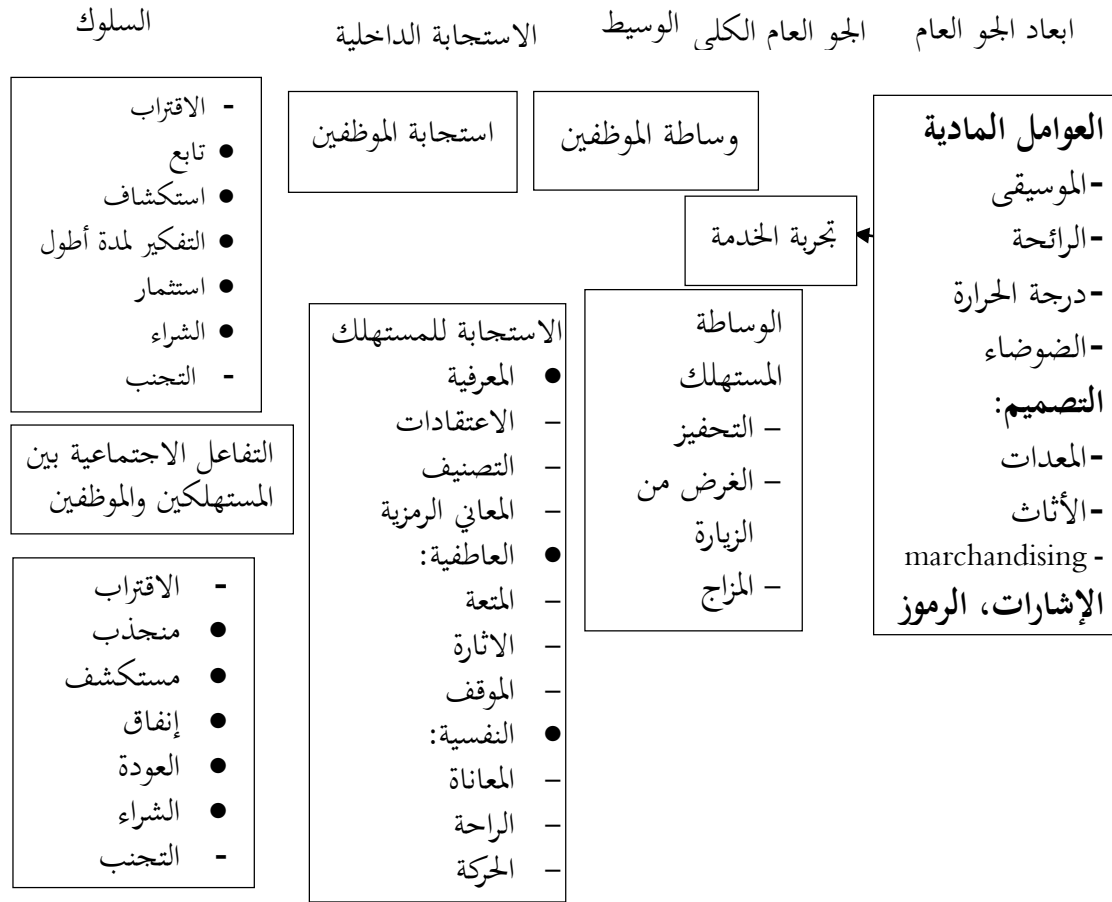 ابعاد الجو العام
الجو العام الكلي
الوسيط
الاستجابة الداخلية
السلوك
العوامل المادية
-الموسيقى
-الرائحة
-درجة الحرارة
-الضوضاء
التصميم:
-المعدات
-الأثاث
marchandising -
الإشارات، الرموز
تجربة الخدمة
وساطة الموظفين
الوساطة
المستهلك
– التحفيز
– الغرض من
الزيارة
– المزاج
استجابة الموظفين
الاستجابة للمستهلك
● المعرفية
– الاعتقادات
– التصنيف
– المعاني الرمزية
● العاطفية:
– المتعة
– الاثارة
– الموقف
● النفسية:
– المعاناة
– الراحة
– الحركة
- الاقتراب
● تابع
● استكشاف
● التفكير لمدة أطول
● استثمار
● الشراء
- التجنب
التفاعل الاجتماعية بين
المستهلكين والموظفين
- الاقتراب
● منجذب
● مستكشف
● إنفاق
● العودة
● الشراء
- التجنب